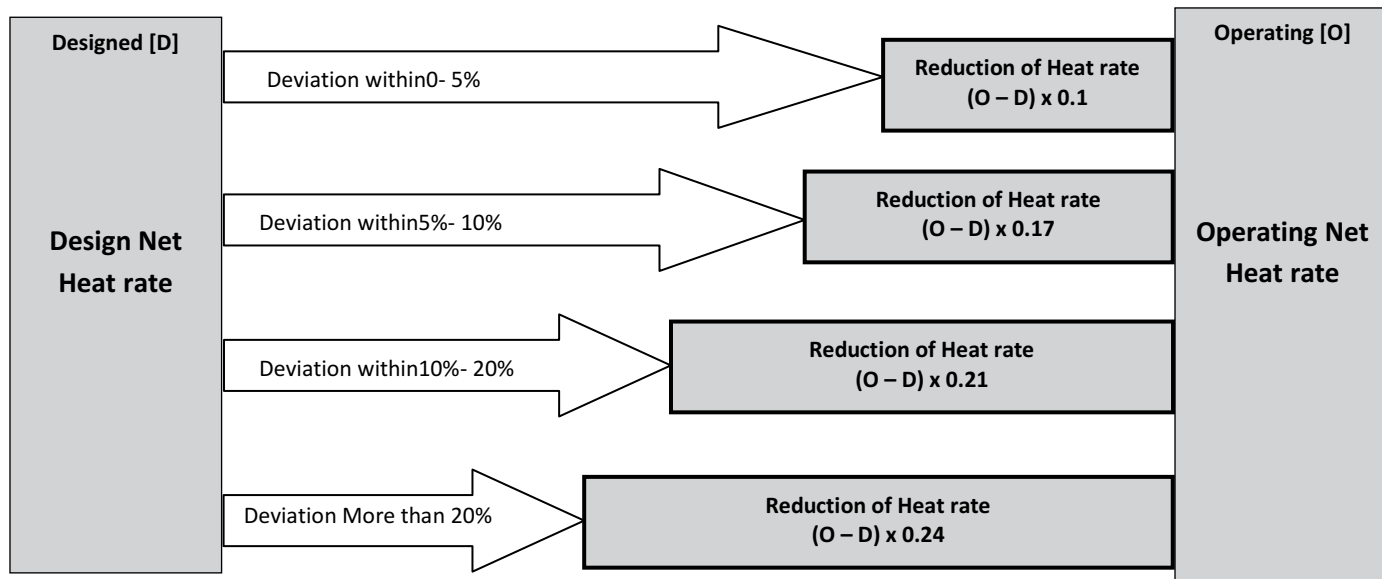 Designed [D]
Design Net
Heat rate
Deviation within0- 5%
Reduction of Heat rate
(O – D) x 0.1
Deviation within5%- 10%
Reduction of Heat rate
(O – D) x 0.17
Deviation within10%- 20%
Reduction of Heat rate
(O – D) x 0.21
Deviation More than 20%
Reduction of Heat rate
(O – D) x 0.24
Operating [O]
Operating Net
Heat rate